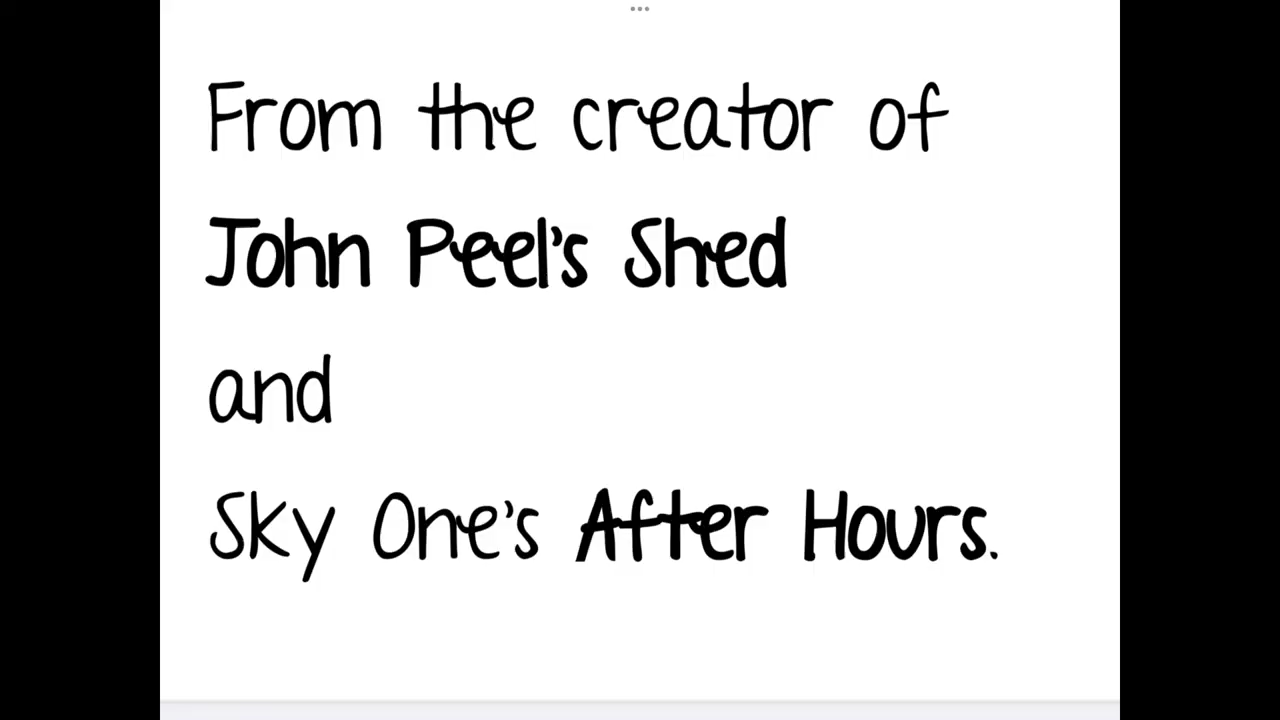 From the creator of
John Peel's Shed
and
Sky One's After Hours.